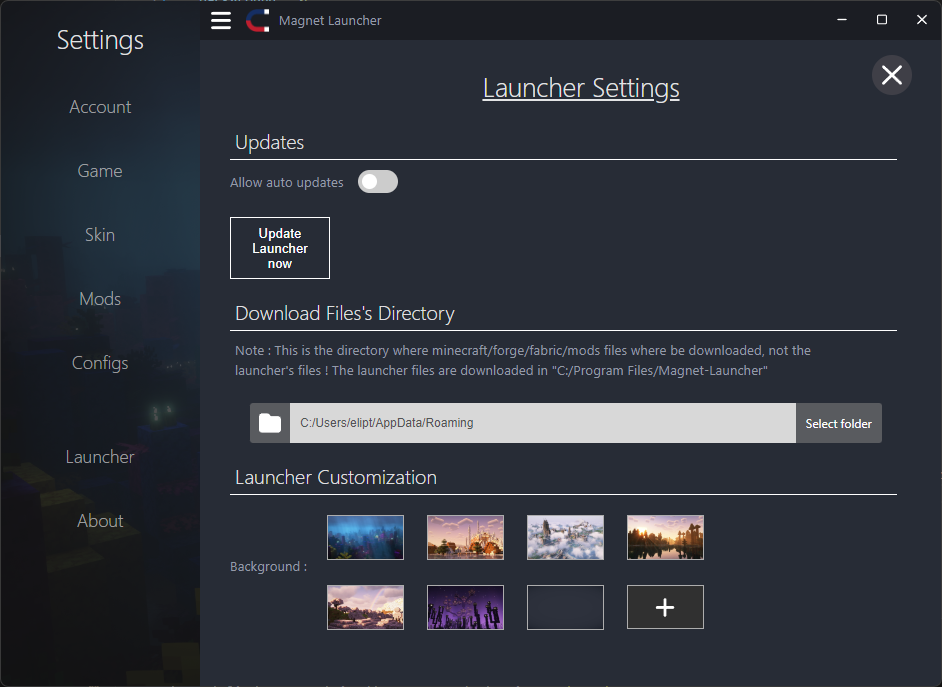 Magnet Launcher
Settings
Account
Game
Skin
Mods
Configs
Launcher
About
Launcher Settings
Updates
Allow auto updates
Update
Launcher
now
Download Files's Directory
Note : This is the directory where minecraft/forge/fabric/mods files where be downloaded, not the
launcher's files ! The launcher files are downloaded in "C:/Program Files/Magnet-Launcher"
C:/Users/elipt/AppData/Roaming
Select folder
Launcher Customization
Background :